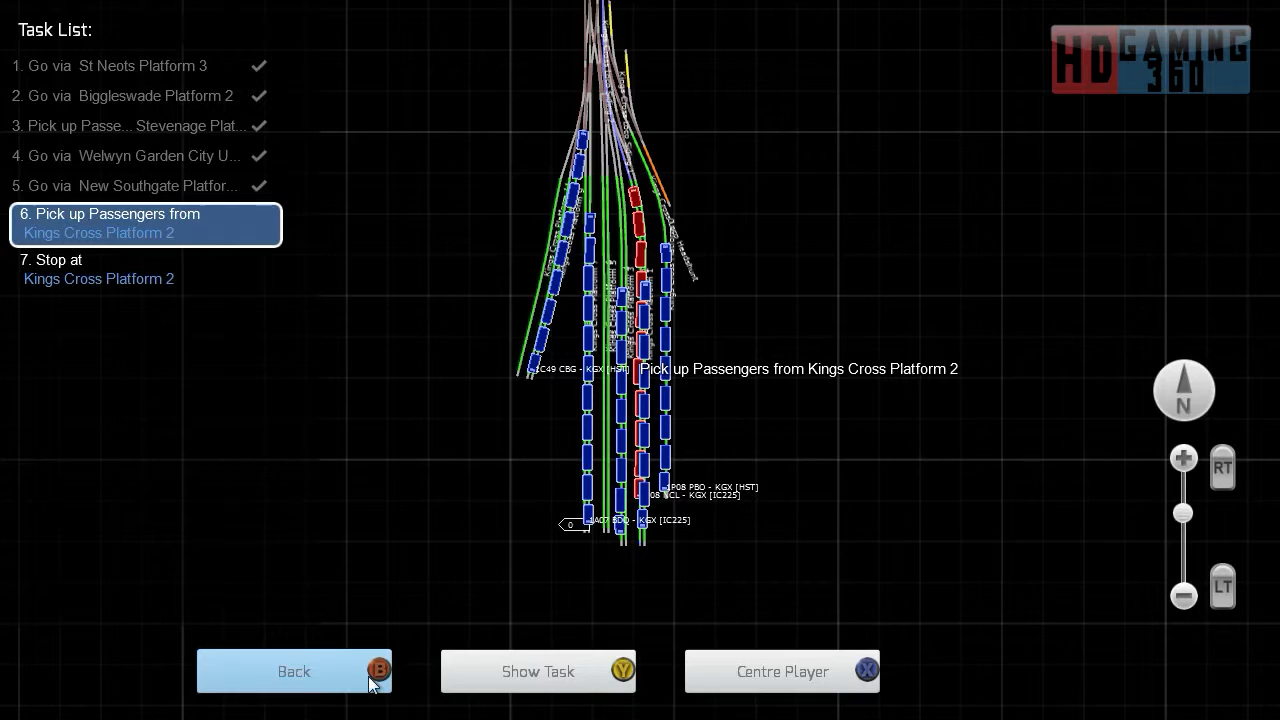 Task List:
1. Go via St Neots Platform 3
2. Go via Biggleswade Platform 2
3. Pick up Passe... Stevenage Plat...
4. Go via Welwyn Garden City U...
5. Go via New Southgate Platfor...
6. Pick up Passengers from
Kings Cross Platform 2
7. Stop at
Kings Cross Platform 2
HD GAMING 360
Pick up Passengers from Kings Cross Platform 2
1P08 PBO - KGX [HST]
KGX [IC225]
KGX [IC225]
0
N
RT
LT
Back B
Show Task Y
Centre Player X